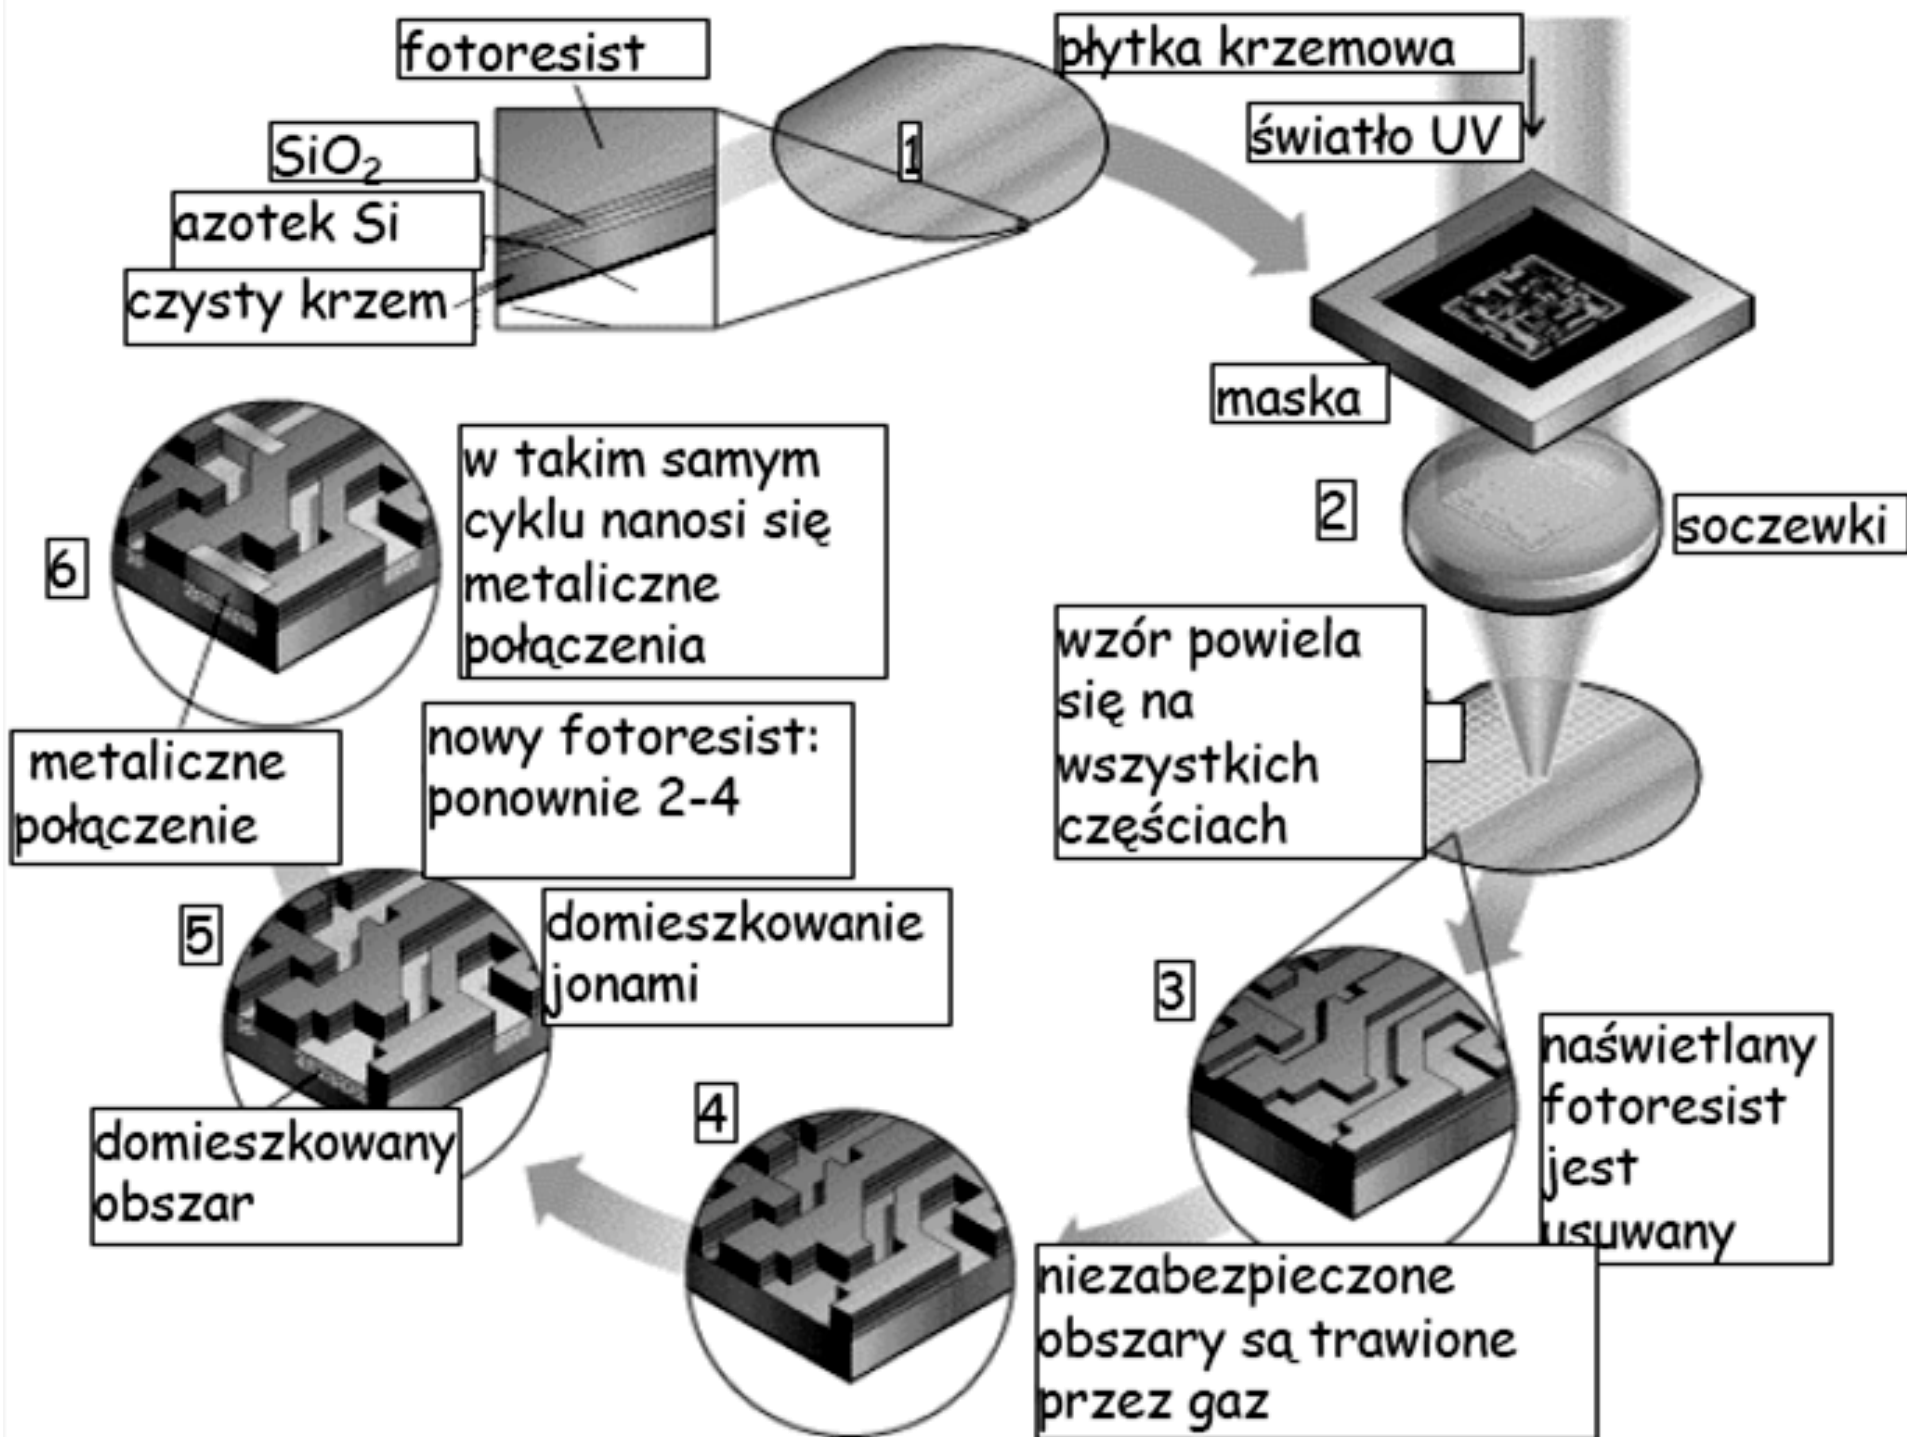 fotoresist
SiO₂
azotek Si
czysty krzem
1
płytka krzemowa
światło UV
maska
2
soczewki
wzór powiela
się na
wszystkich
częściach
3
naświetlany
fotoresist
jest
usuwany
4
niezabezpieczone
obszary są trawione
przez gaz
5
nowy fotoresist:
ponownie 2-4
domieszkowanie
jonami
domieszkowany
obszar
6
w takim samym
cyklu nanosi się
metaliczne
połączenia
metaliczne
połączenie